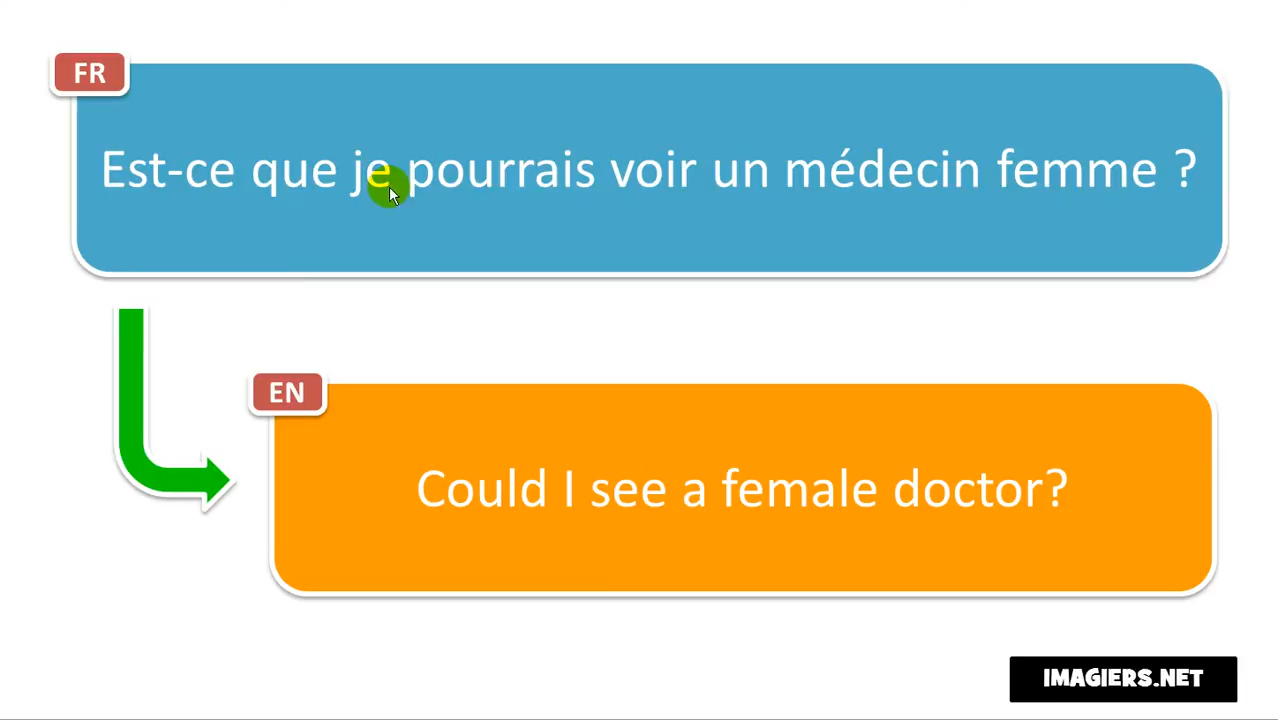 FR
Est-ce que je pourrais voir un médecin femme ?
EN
Could I see a female doctor?
IMAGIERS.NET